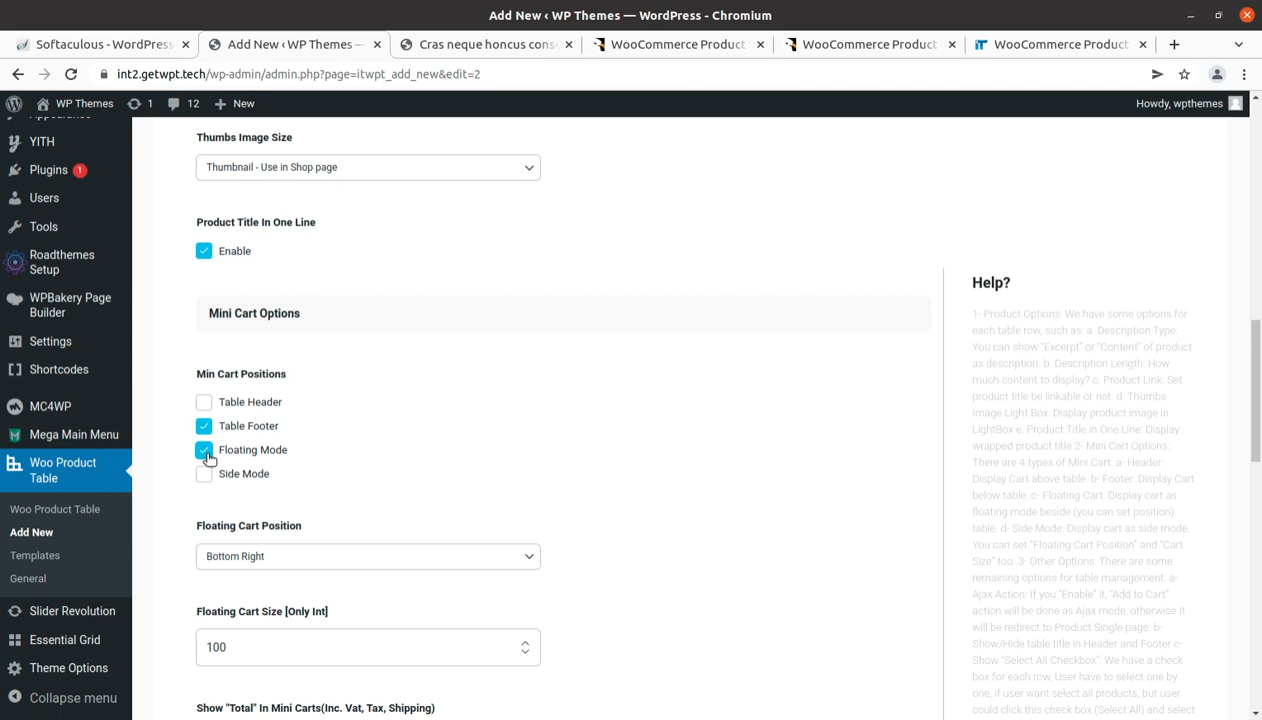 Add New ‹ WP Themes — WordPress - Chromium
Softaculous - WordPress
Add New ‹ WP Themes —
Cras neque honcus cons
WooCommerce Product
WooCommerce Product
WooCommerce Product
int2.getwpt.tech/wp-admin/admin.php?page=itwpt_add_new&edit=2
WP Themes
1
12
New
Howdy, wpthemes
Appearance
YITH
Plugins 1
Users
Tools
Roadthemes
Setup
WPBakery Page
Builder
Settings
Shortcodes
MC4WP
Mega Main Menu
Woo Product
Table
Woo Product Table
Add New
Templates
General
Slider Revolution
Essential Grid
Theme Options
Collapse menu
Thumbs Image Size
Thumbnail - Use in Shop page
Product Title In One Line
Enable
Mini Cart Options
Min Cart Positions
Table Header
Table Footer
Floating Mode
Side Mode
Floating Cart Position
Bottom Right
Floating Cart Size [Only Int]
100
Show "Total" In Mini Carts(Inc. Vat, Tax, Shipping)
Help?
1- Product Options: We have some options for
each table row, such as: a. Description Type:
You can show "Excerpt" or "Content" of product
as description. b. Description Length: How
much content to display? c. Product Link: Set
product title be linkable or not. d. Thumbs
Image Light Box: Display product image in
LightBox e. Product Title in One Line: Display
wrapped product title 2- Mini Cart Options:
There are 4 types of Mini Cart. a- Header:
Display Cart above table. b- Footer: Display Cart
below table. c- Floating Cart: Display cart as
floating mode beside (you can set position)
table. d- Side Mode: Display cart as side mode.
You can set "Floating Cart Position" and "Cart
Size" too. 3- Other Options: There are some
remaining options for table management. a-
Ajax Action: If you "Enable" it, "Add to Cart"
action will be done as Ajax mode, otherwise it
will be redirect to Product Single page. b-
Show/Hide table title in Header and Footer c-
Show "Select All Checkbox": We have a check
box for each row, User have to select one by
one, if user want select all products, but user
could click this check box (Select All) and select